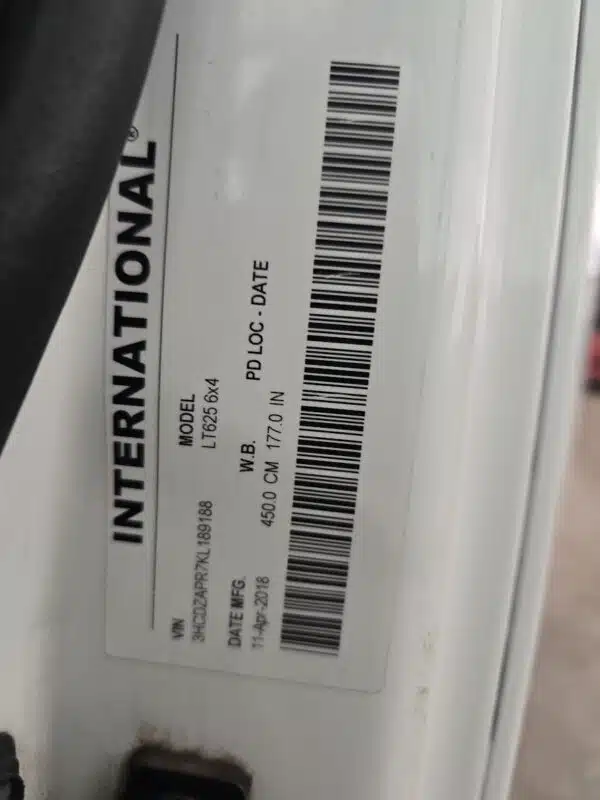 INTERNATIONAL®
VIN MODEL
3HCDZAPR7KL189188 LT625 6x4
DATE MFG. W.B. PD LOC - DATE
11-Apr-2018 450.0 CM 177.0 IN